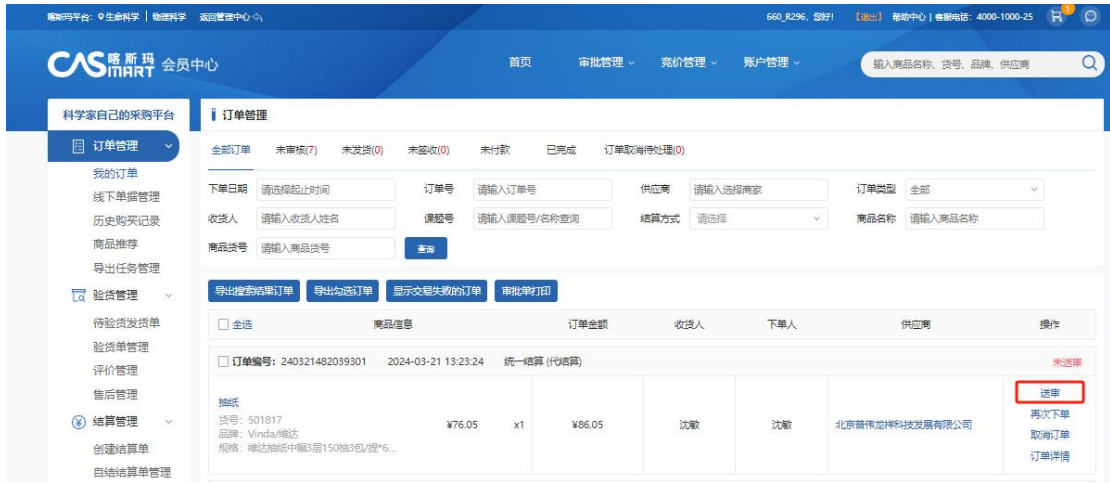 喀斯玛平台：生命科学 | 物理科学 返回管理中心
660_R296，您好！ 【退出】 帮助中心 | 客服电话：4000-1000-25 1
CASMART 喀斯玛 会员中心 首页 审批管理 竞价管理 账户管理 输入商品名称、货号、品牌、供应商
科学家自己的采购平台
订单管理
我的订单
线下单据管理
历史购买记录
商品推荐
导出任务管理
验货管理
待验货发货单
验货单管理
评价管理
售后管理
结算管理
创建结算单
自结结算单管理
订单管理
全部订单 未审核(7) 未发货(0) 未签收(0) 未付款 已完成 订单取消待处理(0)
下单日期 请选择起止时间 订单号 请输入订单号 供应商 请输入选择商家 订单类型 全部
收货人 请输入收货人姓名 课题号 请输入课题号/名称查询 结算方式 请选择 商品名称 请输入商品名称
商品货号 请输入商品货号 查询
导出搜索结果订单 导出勾选订单 显示交易失败的订单 审批单打印
全选 商品信息 订单金额 收货人 下单人 供应商 操作
订单编号：240321482039301 2024-03-21 13:23:24 统一结算 (代结算) 未送审
抽纸
货号：501817
品牌：Vinda/维达
规格：维达抽纸中幅3层150抽3包/提*6...
¥76.05 x1 ¥86.05 沈敏 沈敏 北京普伟龙祥科技发展有限公司
送审
再次下单
取消订单
订单详情